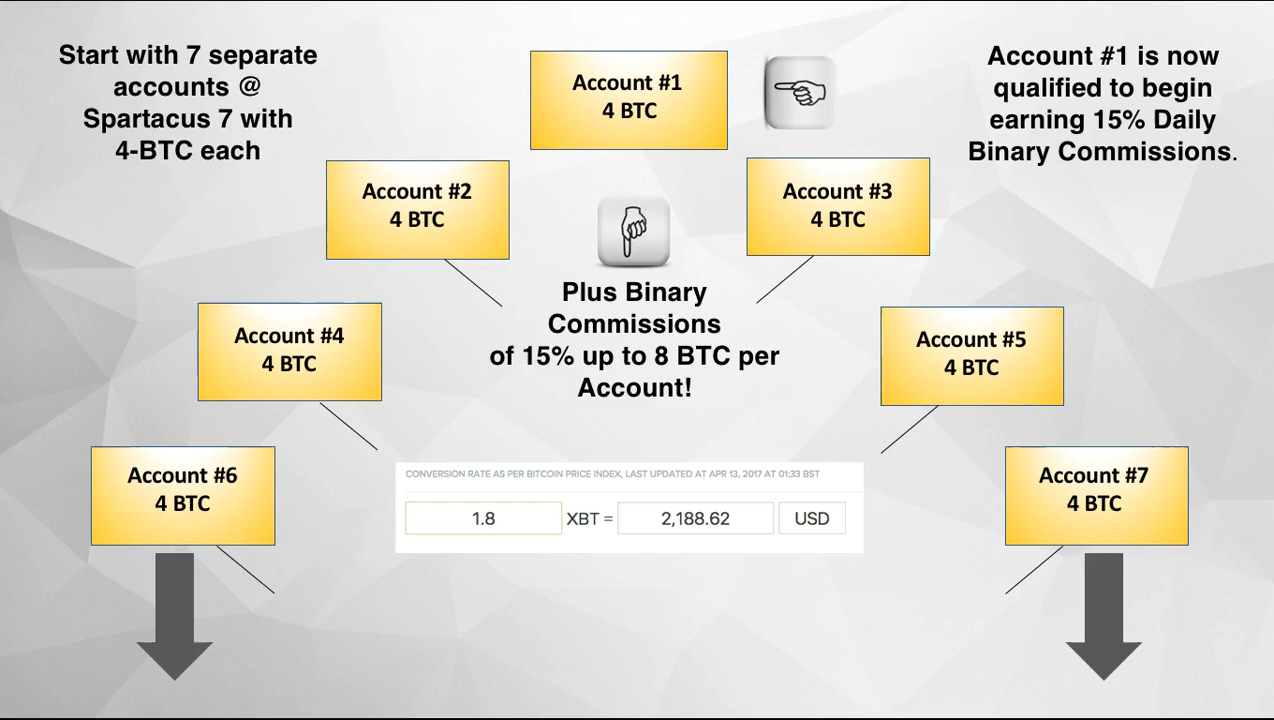 Start with 7 separate
accounts @
Spartacus 7 with
4-BTC each
Account #1
4 BTC
Account #1 is now
qualified to begin
earning 15% Daily
Binary Commissions.
Account #2
4 BTC
Account #3
4 BTC
Plus Binary
Commissions
of 15% up to 8 BTC per
Account!
Account #4
4 BTC
Account #5
4 BTC
Account #6
4 BTC
CONVERSION RATE AS PER BITCOIN PRICE INDEX, LAST UPDATED AT APR 13, 2017 AT 01:33 BST
1.8 XBT = 2,188.62 USD
Account #7
4 BTC